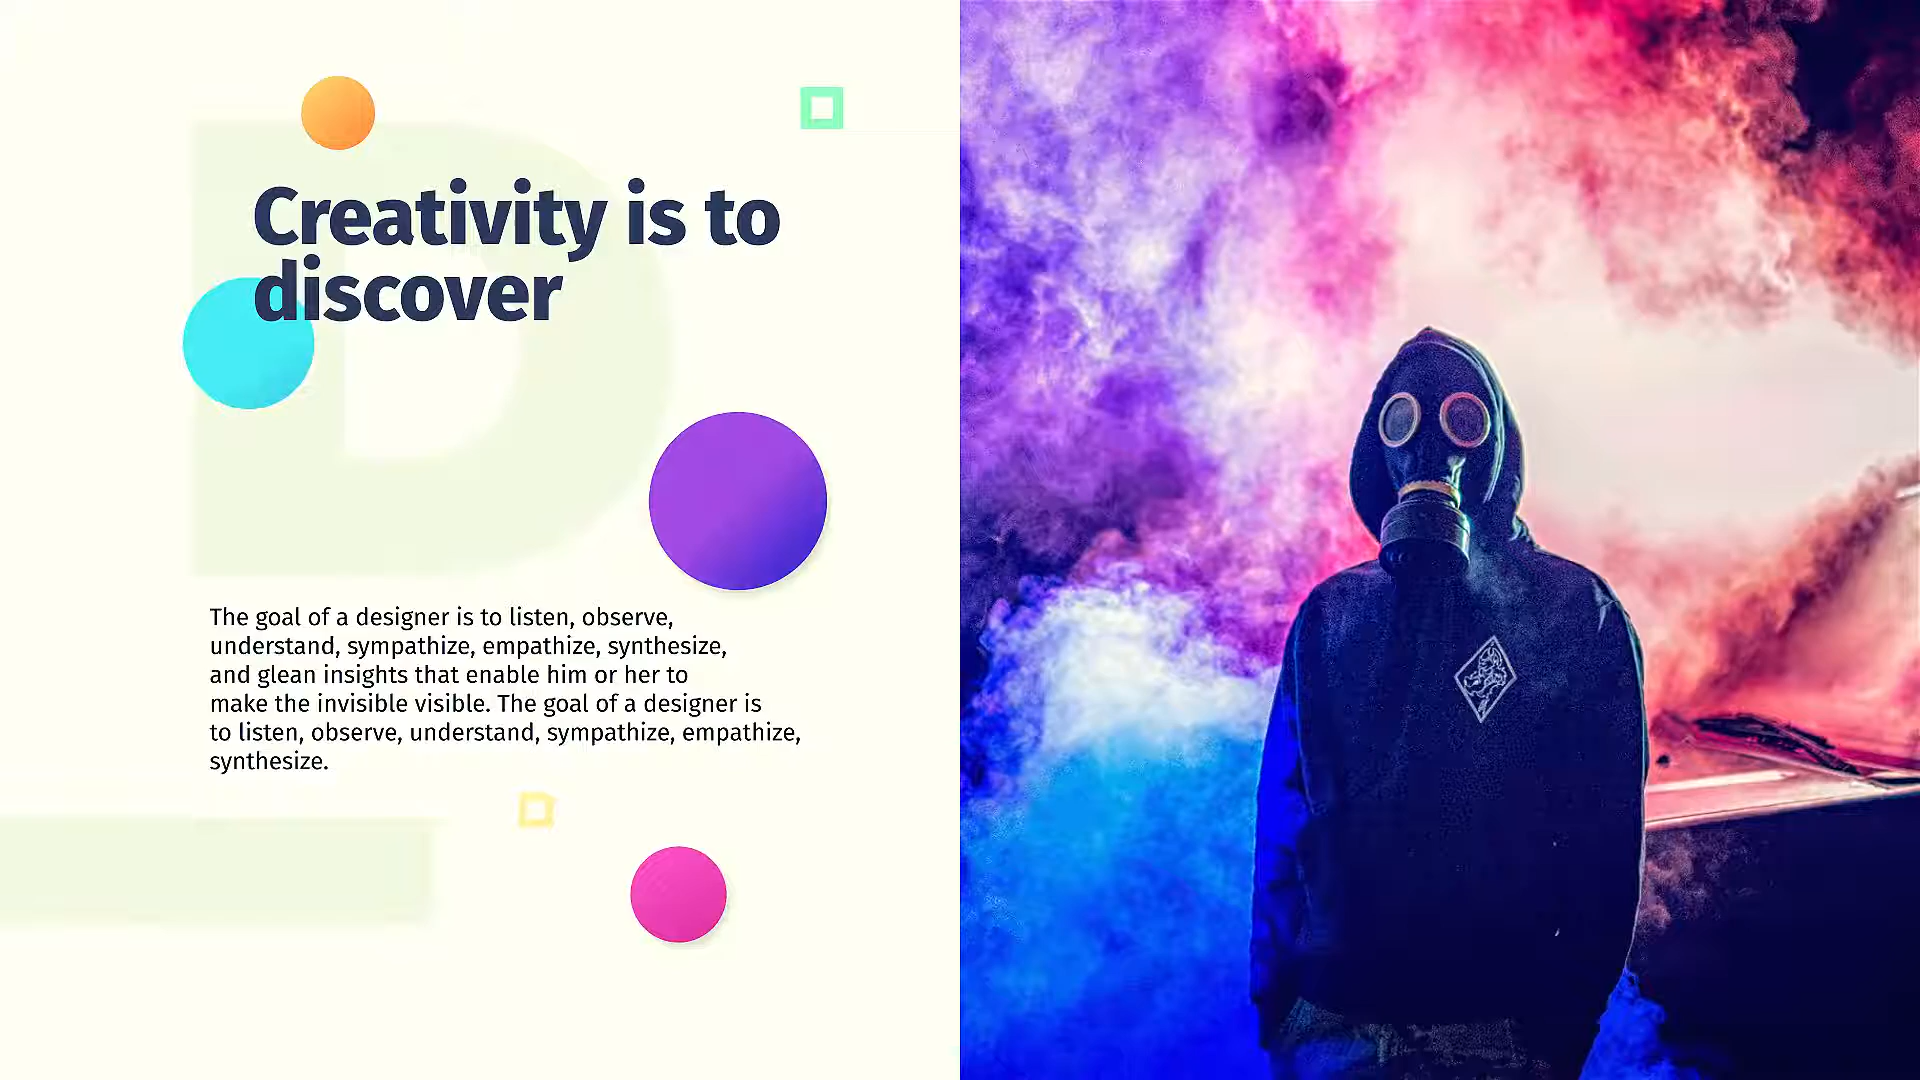 Creativity is to
discover
The goal of a designer is to listen, observe,
understand, sympathize, empathize, synthesize,
and glean insights that enable him or her to
make the invisible visible. The goal of a designer is
to listen, observe, understand, sympathize, empathize,
synthesize.